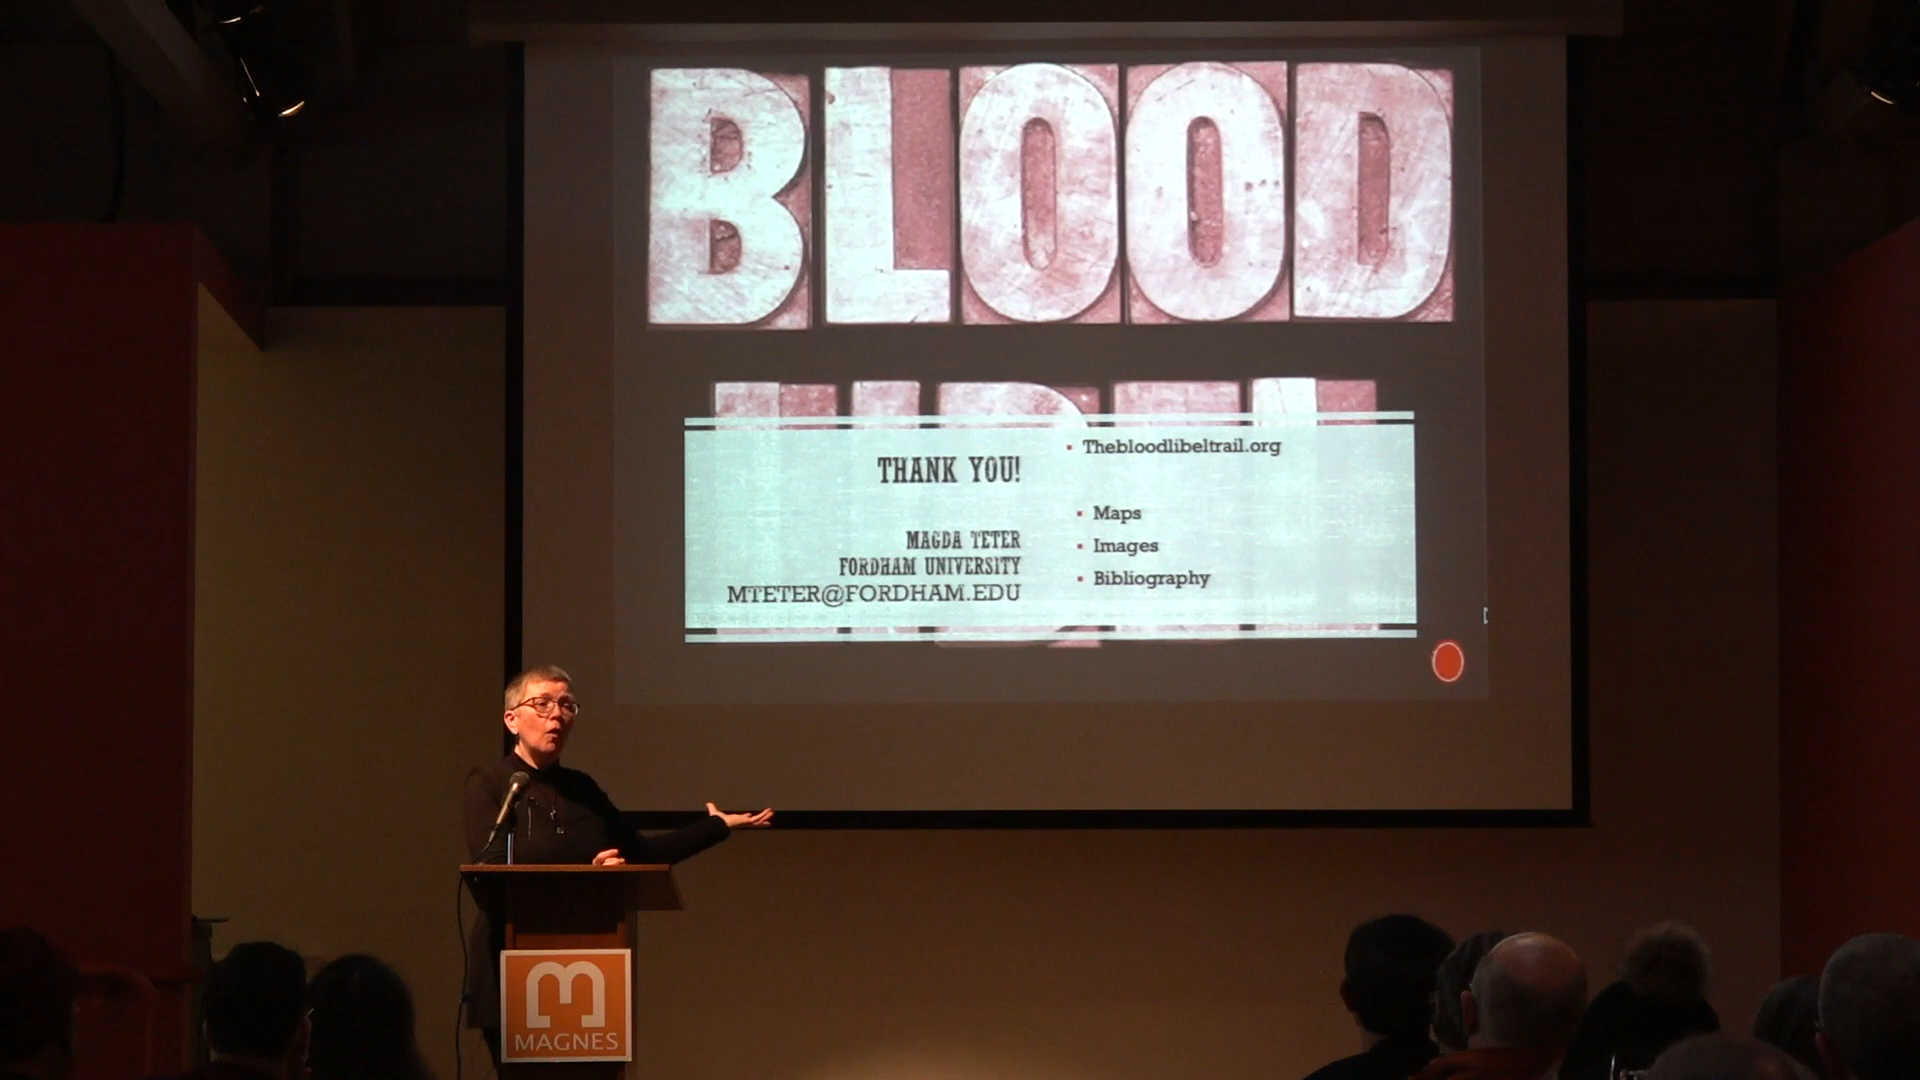 BLOOD
THANK YOU!
MAGDA TETER
FORDHAM UNIVERSITY
MTETER@FORDHAM.EDU
▪ Thebloodlibeltrail.org
▪ Maps
▪ Images
▪ Bibliography
MAGNES